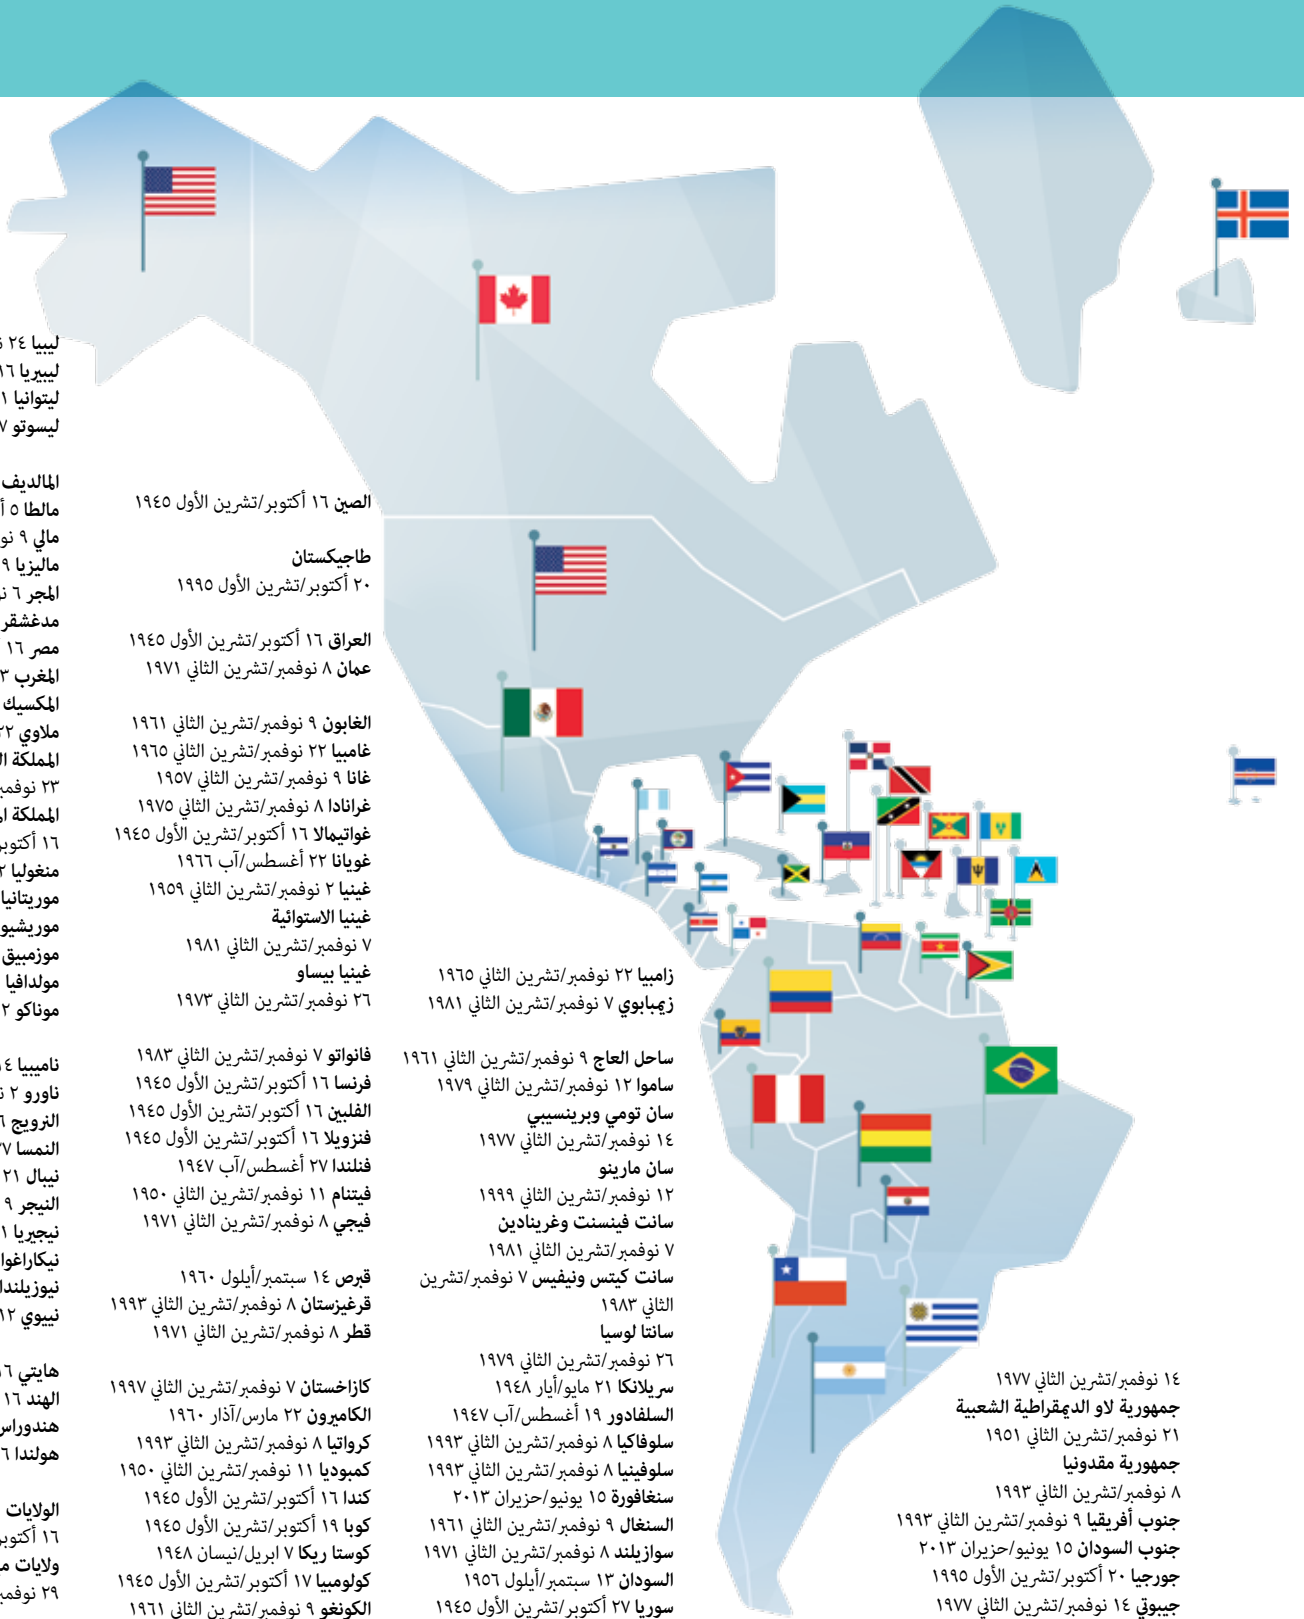 ١٤ نوفمبر/تشرين الثاني ١٩٧٧
جمهورية لاو الديمقراطية الشعبية
٢١ نوفمبر/تشرين الثاني ١٩٥١
جمهورية مقدونيا
٨ نوفمبر/تشرين الثاني ١٩٩٣
جنوب أفريقيا ٩ نوفمبر/تشرين الثاني ١٩٩٣
جنوب السودان ١٥ يونيو/حزيران ٢٠١٣
جورجيا ٢٠ أكتوبر/تشرين الأول ١٩٩٥
جيبوتي ١٤ نوفمبر/تشرين الثاني ١٩٧٧
زامبيا ٢٢ نوفمبر/تشرين الثاني ١٩٦٥
زيمبابوي ٧ نوفمبر/تشرين الثاني ١٩٨١
ساحل العاج ٩ نوفمبر/تشرين الثاني ١٩٦١
ساموا ١٢ نوفمبر/تشرين الثاني ١٩٧٩
سان تومي وبرينسيبي
١٤ نوفمبر/تشرين الثاني ١٩٧٧
سان مارينو
١٢ نوفمبر/تشرين الثاني ١٩٩٩
سانت فينسنت وغرينادين
٧ نوفمبر/تشرين الثاني ١٩٨١
سانت كيتس ونيفيس ٧ نوفمبر/تشرين
الثاني ١٩٨٣
سانتا لوسيا
٢٦ نوفمبر/تشرين الثاني ١٩٧٩
سريلانكا ٢١ مايو/أيار ١٩٤٨
السلفادور ١٩ أغسطس/آب ١٩٤٧
سلوفاكيا ٨ نوفمبر/تشرين الثاني ١٩٩٣
سلوفينيا ٨ نوفمبر/تشرين الثاني ١٩٩٣
سنغافورة ١٥ يونيو/حزيران ٢٠١٣
السنغال ٩ نوفمبر/تشرين الثاني ١٩٦١
سوازيلند ٨ نوفمبر/تشرين الثاني ١٩٧١
السودان ١٣ سبتمبر/أيلول ١٩٥٦
سوريا ٢٧ أكتوبر/تشرين الأول ١٩٤٥
الصين ١٦ أكتوبر/تشرين الأول ١٩٤٥
طاجيكستان
٢٠ أكتوبر/تشرين الأول ١٩٩٥
العراق ١٦ أكتوبر/تشرين الأول ١٩٤٥
عمان ٨ نوفمبر/تشرين الثاني ١٩٧١
الغابون ٩ نوفمبر/تشرين الثاني ١٩٦١
غامبيا ٢٢ نوفمبر/تشرين الثاني ١٩٦٥
غانا ٩ نوفمبر/تشرين الثاني ١٩٥٧
غرانادا ٨ نوفمبر/تشرين الثاني ١٩٧٥
غواتيمالا ١٦ أكتوبر/تشرين الأول ١٩٤٥
غويانا ٢٢ أغسطس/آب ١٩٦٦
غينيا ٢ نوفمبر/تشرين الثاني ١٩٥٩
غينيا الاستوائية
٧ نوفمبر/تشرين الثاني ١٩٨١
غينيا بيساو
٢٦ نوفمبر/تشرين الثاني ١٩٧٣
فانواتو ٧ نوفمبر/تشرين الثاني ١٩٨٣
فرنسا ١٦ أكتوبر/تشرين الأول ١٩٤٥
الفلبين ١٦ أكتوبر/تشرين الأول ١٩٤٥
فنزويلا ١٦ أكتوبر/تشرين الأول ١٩٤٥
فنلندا ٢٧ أغسطس/آب ١٩٤٧
فيتنام ١١ نوفمبر/تشرين الثاني ١٩٥٠
فيجي ٨ نوفمبر/تشرين الثاني ١٩٧١
قبرص ١٤ سبتمبر/أيلول ١٩٦٠
قرغيزستان ٨ نوفمبر/تشرين الثاني ١٩٩٣
قطر ٨ نوفمبر/تشرين الثاني ١٩٧١
كازاخستان ٧ نوفمبر/تشرين الثاني ١٩٩٧
الكاميرون ٢٢ مارس/آذار ١٩٦٠
كرواتيا ٨ نوفمبر/تشرين الثاني ١٩٩٣
كمبوديا ١١ نوفمبر/تشرين الثاني ١٩٥٠
كندا ١٦ أكتوبر/تشرين الأول ١٩٤٥
كوبا ١٩ أكتوبر/تشرين الأول ١٩٤٥
كوستا ريكا ٧ ابريل/نيسان ١٩٤٨
كولومبيا ١٧ أكتوبر/تشرين الأول ١٩٤٥
الكونغو ٩ نوفمبر/تشرين الثاني ١٩٦١
ليبيا ٢٤
ليبيريا ١٦
ليتوانيا
ليسوتو
المالديف
مالطا ٥
مالي ٩
ماليزيا
المجر ٦
مدغشقر
مصر ١٦
المغرب
المكسيك
ملاوي ٢٢
المملكة
٢٣ نوفمبر
المملكة
١٦ أكتوبر
منغوليا
موريتانيا
موريشيو
موزمبيق
مولدافيا
موناكو
ناميبيا
ناورو ٢
النرويج
النمسا
نيبال ٢١
النيجر ٩
نيجيريا
نيكاراغوا
نيوزيلندا
نييوي ١٢
هايتي
الهند ١٦
هندوراس
هولندا
الولايات
١٦ أكتوبر
ولايات
٢٩ نوفمبر